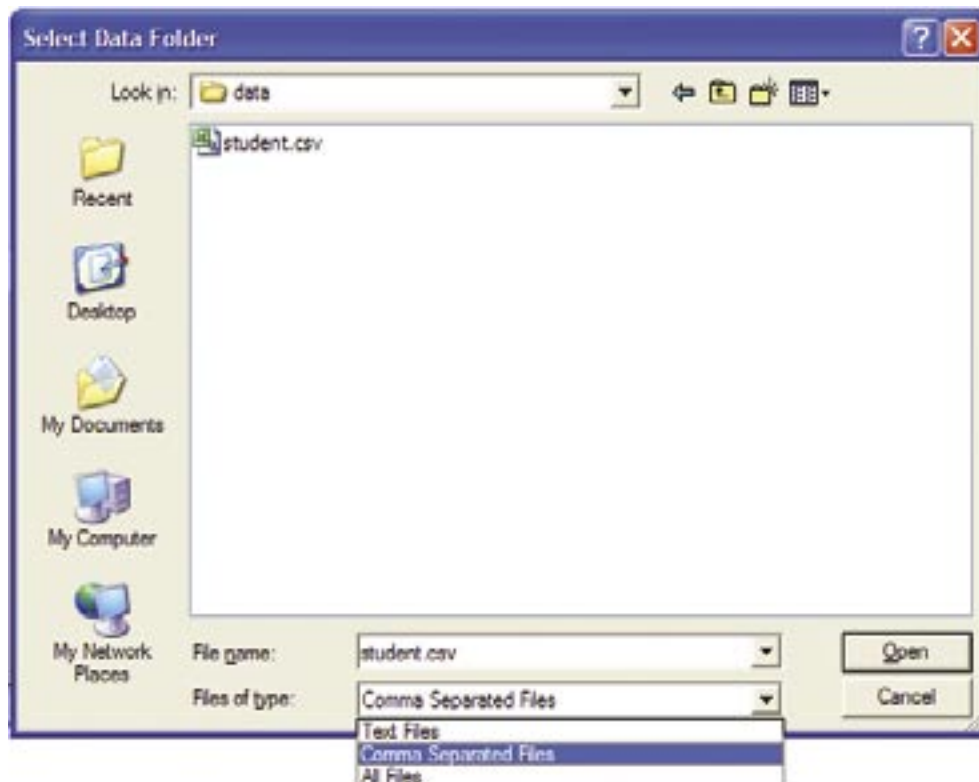 Select Data Folder
Look in: data
student.csv
Recent
Desktop
My Documents
My Computer
My Network
Places
File name: student.csv Open
Files of type: Comma Separated Files Cancel
Text Files
Comma Separated Files
All Files